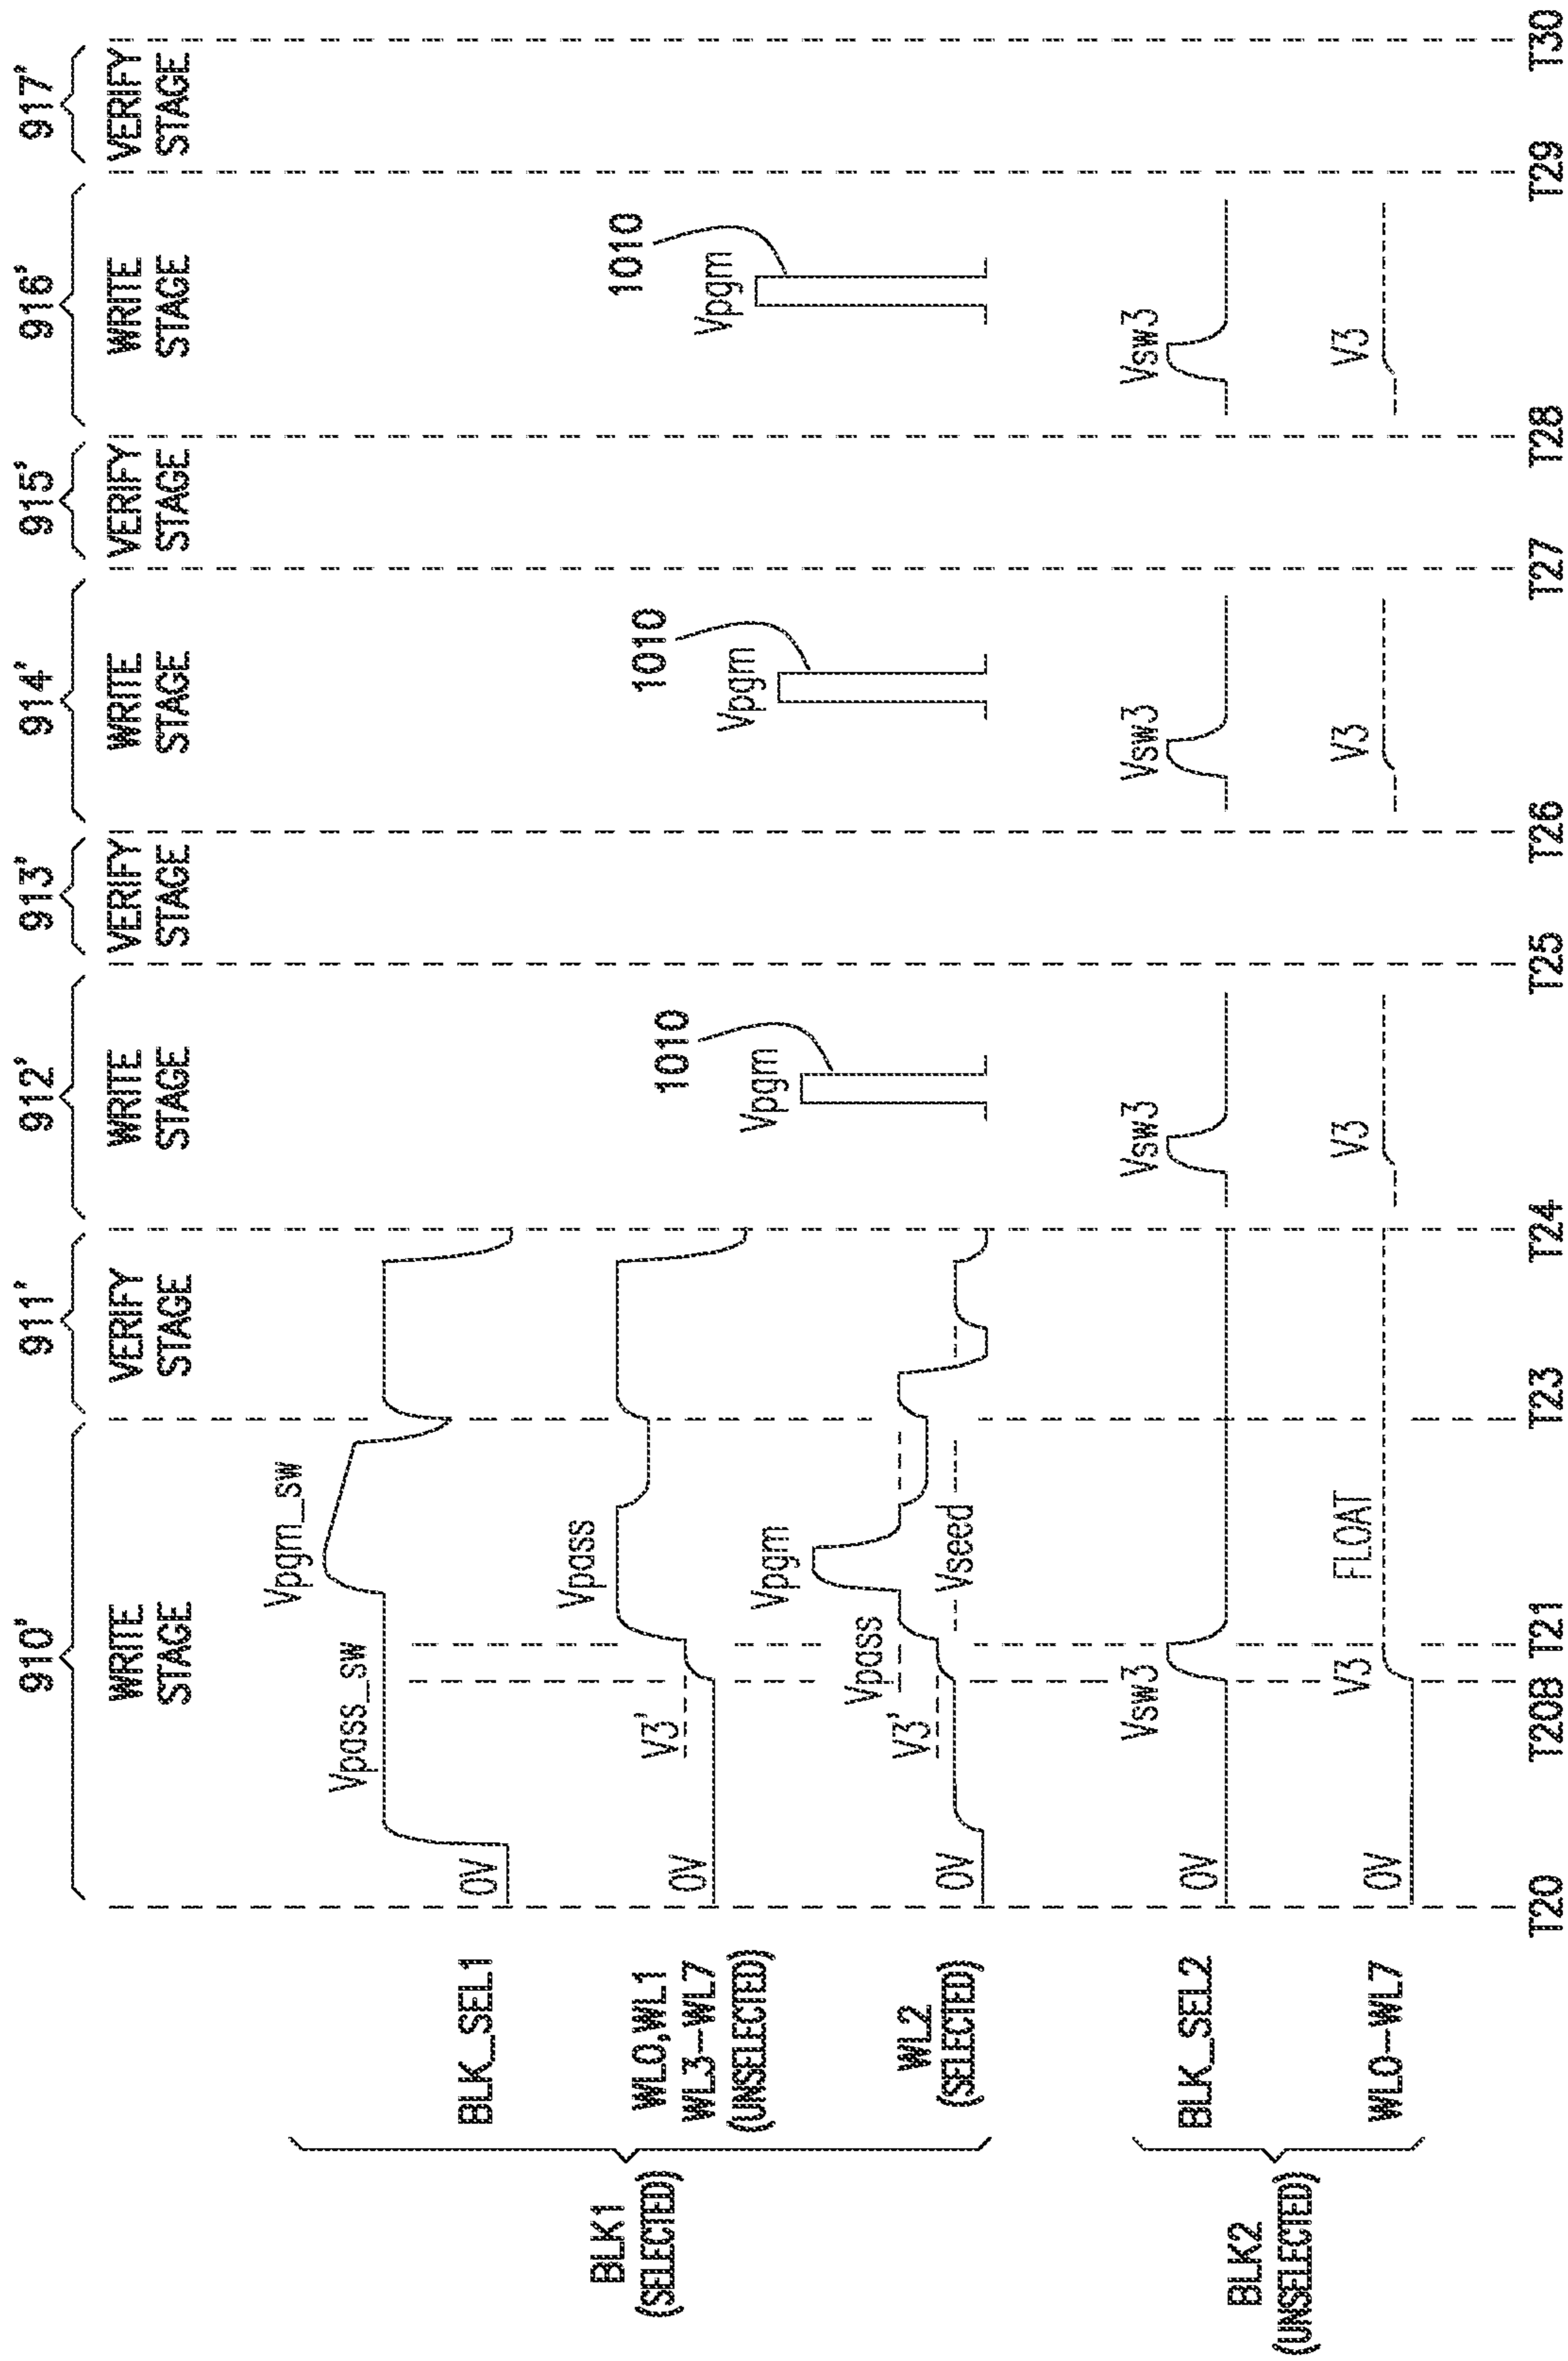 910'
911'
912'
913'
914'
915'
916'
917'
WRITE
STAGE
VERIFY
STAGE
WRITE
STAGE
VERIFY
STAGE
WRITE
STAGE
VERIFY
STAGE
WRITE
STAGE
VERIFY
STAGE
BLK1
(SELECTED)
BLK_SEL1
0V
Vpass_sw
Vpgm_sw
WL0,WL1
WL3-WL7
(UNSELECTED)
0V
V3'
Vpass
WL2
(SELECTED)
0V
V3'
Vpass
Vpgm
Vseed
Vpgm
1010
Vpgm
1010
Vpgm
1010
BLK2
(UNSELECTED)
BLK_SEL2
0V
Vsw3
Vsw3
Vsw3
Vsw3
WL0-WL7
0V
V3
FLOAT
V3
V3
V3
T20
T20B
T21
T23
T24
T25
T26
T27
T28
T29
T30